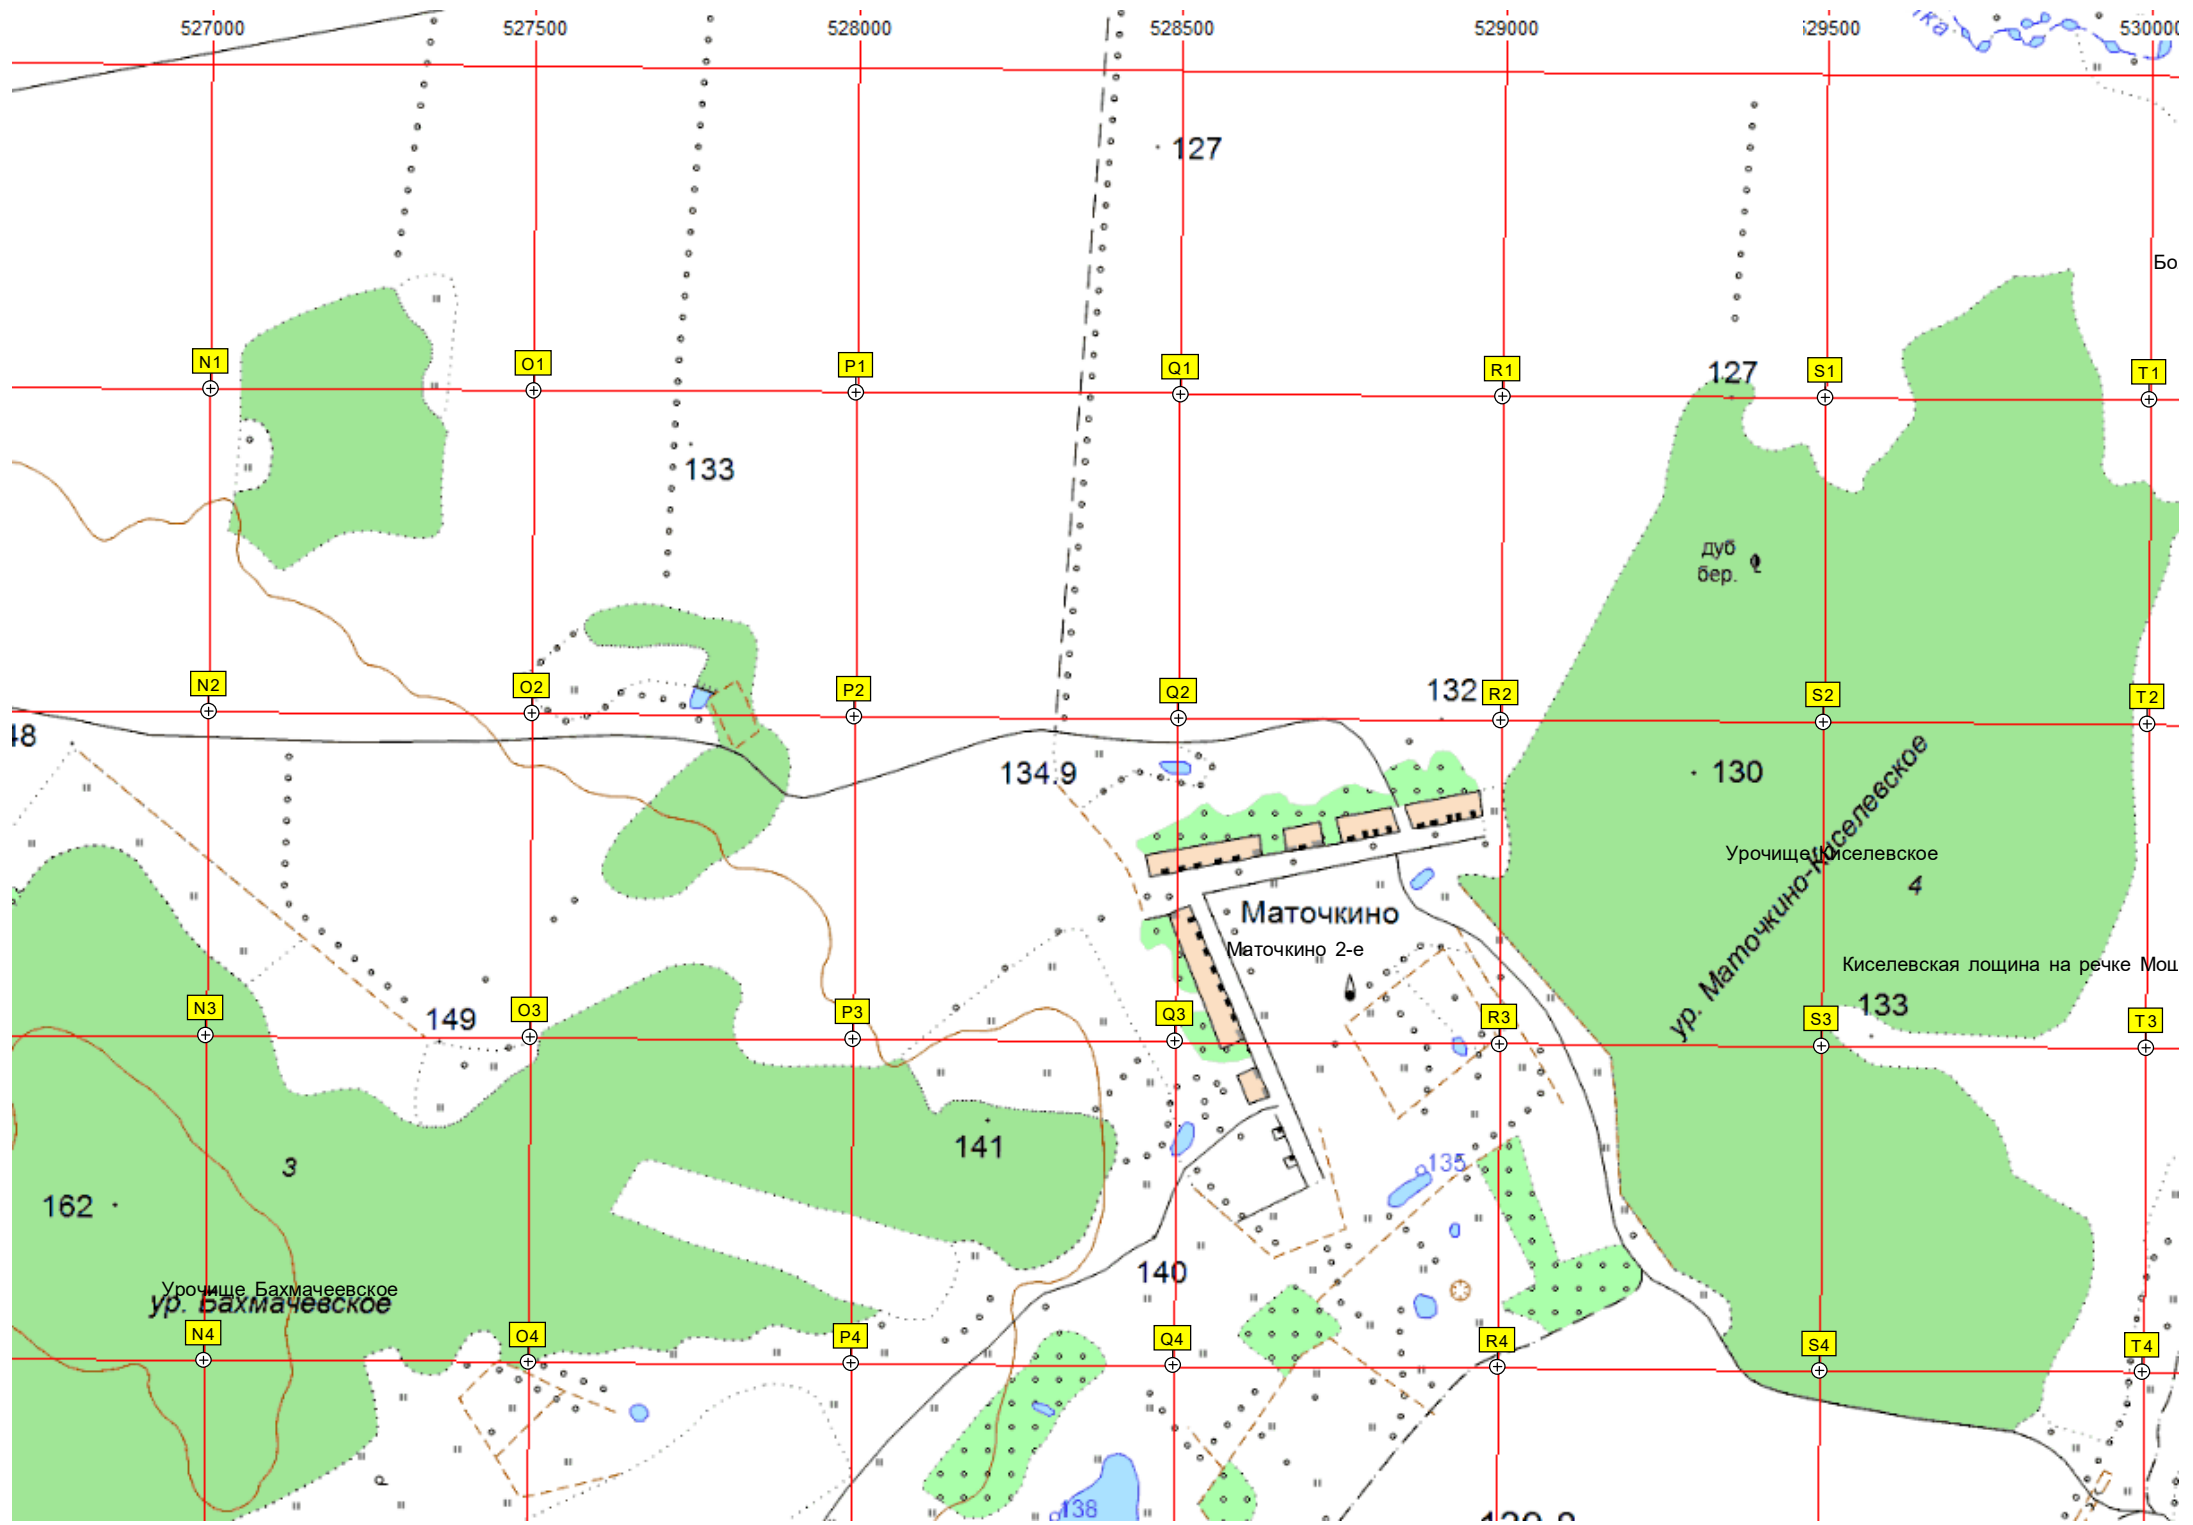 527000 527500 528000 528500 529000 529500 530000
127
Бо
N1 O1 P1 Q1 R1 127 S1 T1
133
дуб
бер.
N2 O2 P2 Q2 132 R2 S2 T2
48
134.9
130
ур. Маточкино-Киселевское
Урочище Киселевское
4
Маточкино
Маточкино 2-е
Киселевская лощина на речке Мош
N3 149 O3 P3 Q3 R3 S3 133 T3
141
3
135
162
140
Урочище Бахмачеевское
ур. Бахмачевское
N4 O4 P4 Q4 R4 S4 T4
138